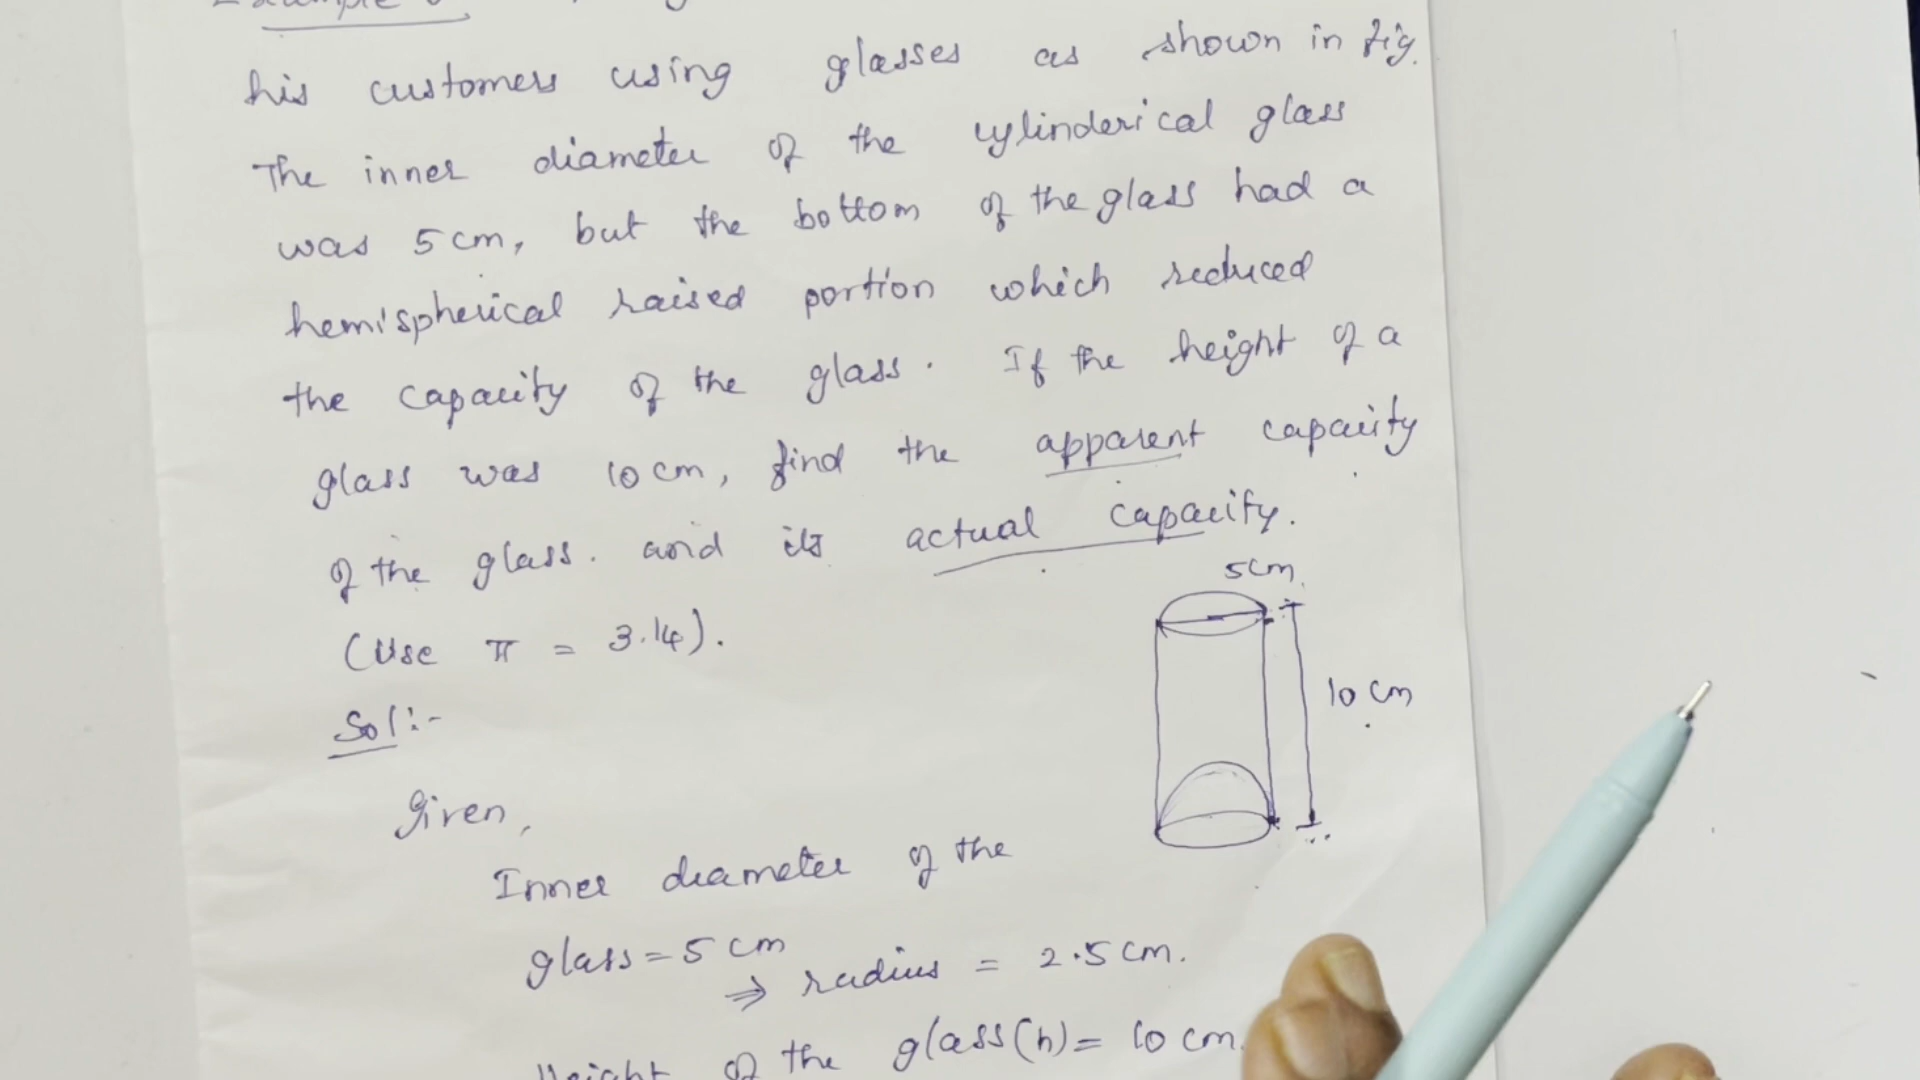 Example
his customers using glasses as shown in fig.
The inner diameter of the cylinderical glass
was 5 cm, but the bottom of the glass had a
hemispherical raised portion which reduced
the capacity of the glass. If the height of a
glass was 10 cm, find the apparent capacity
of the glass. and its actual capacity.
(Use π = 3.14).
5cm.
10 cm
Sol:-
Given,
Inner diameter of the
glass = 5 cm
⇒ radius = 2.5 cm.
Height of the glass (h) = 10 cm.